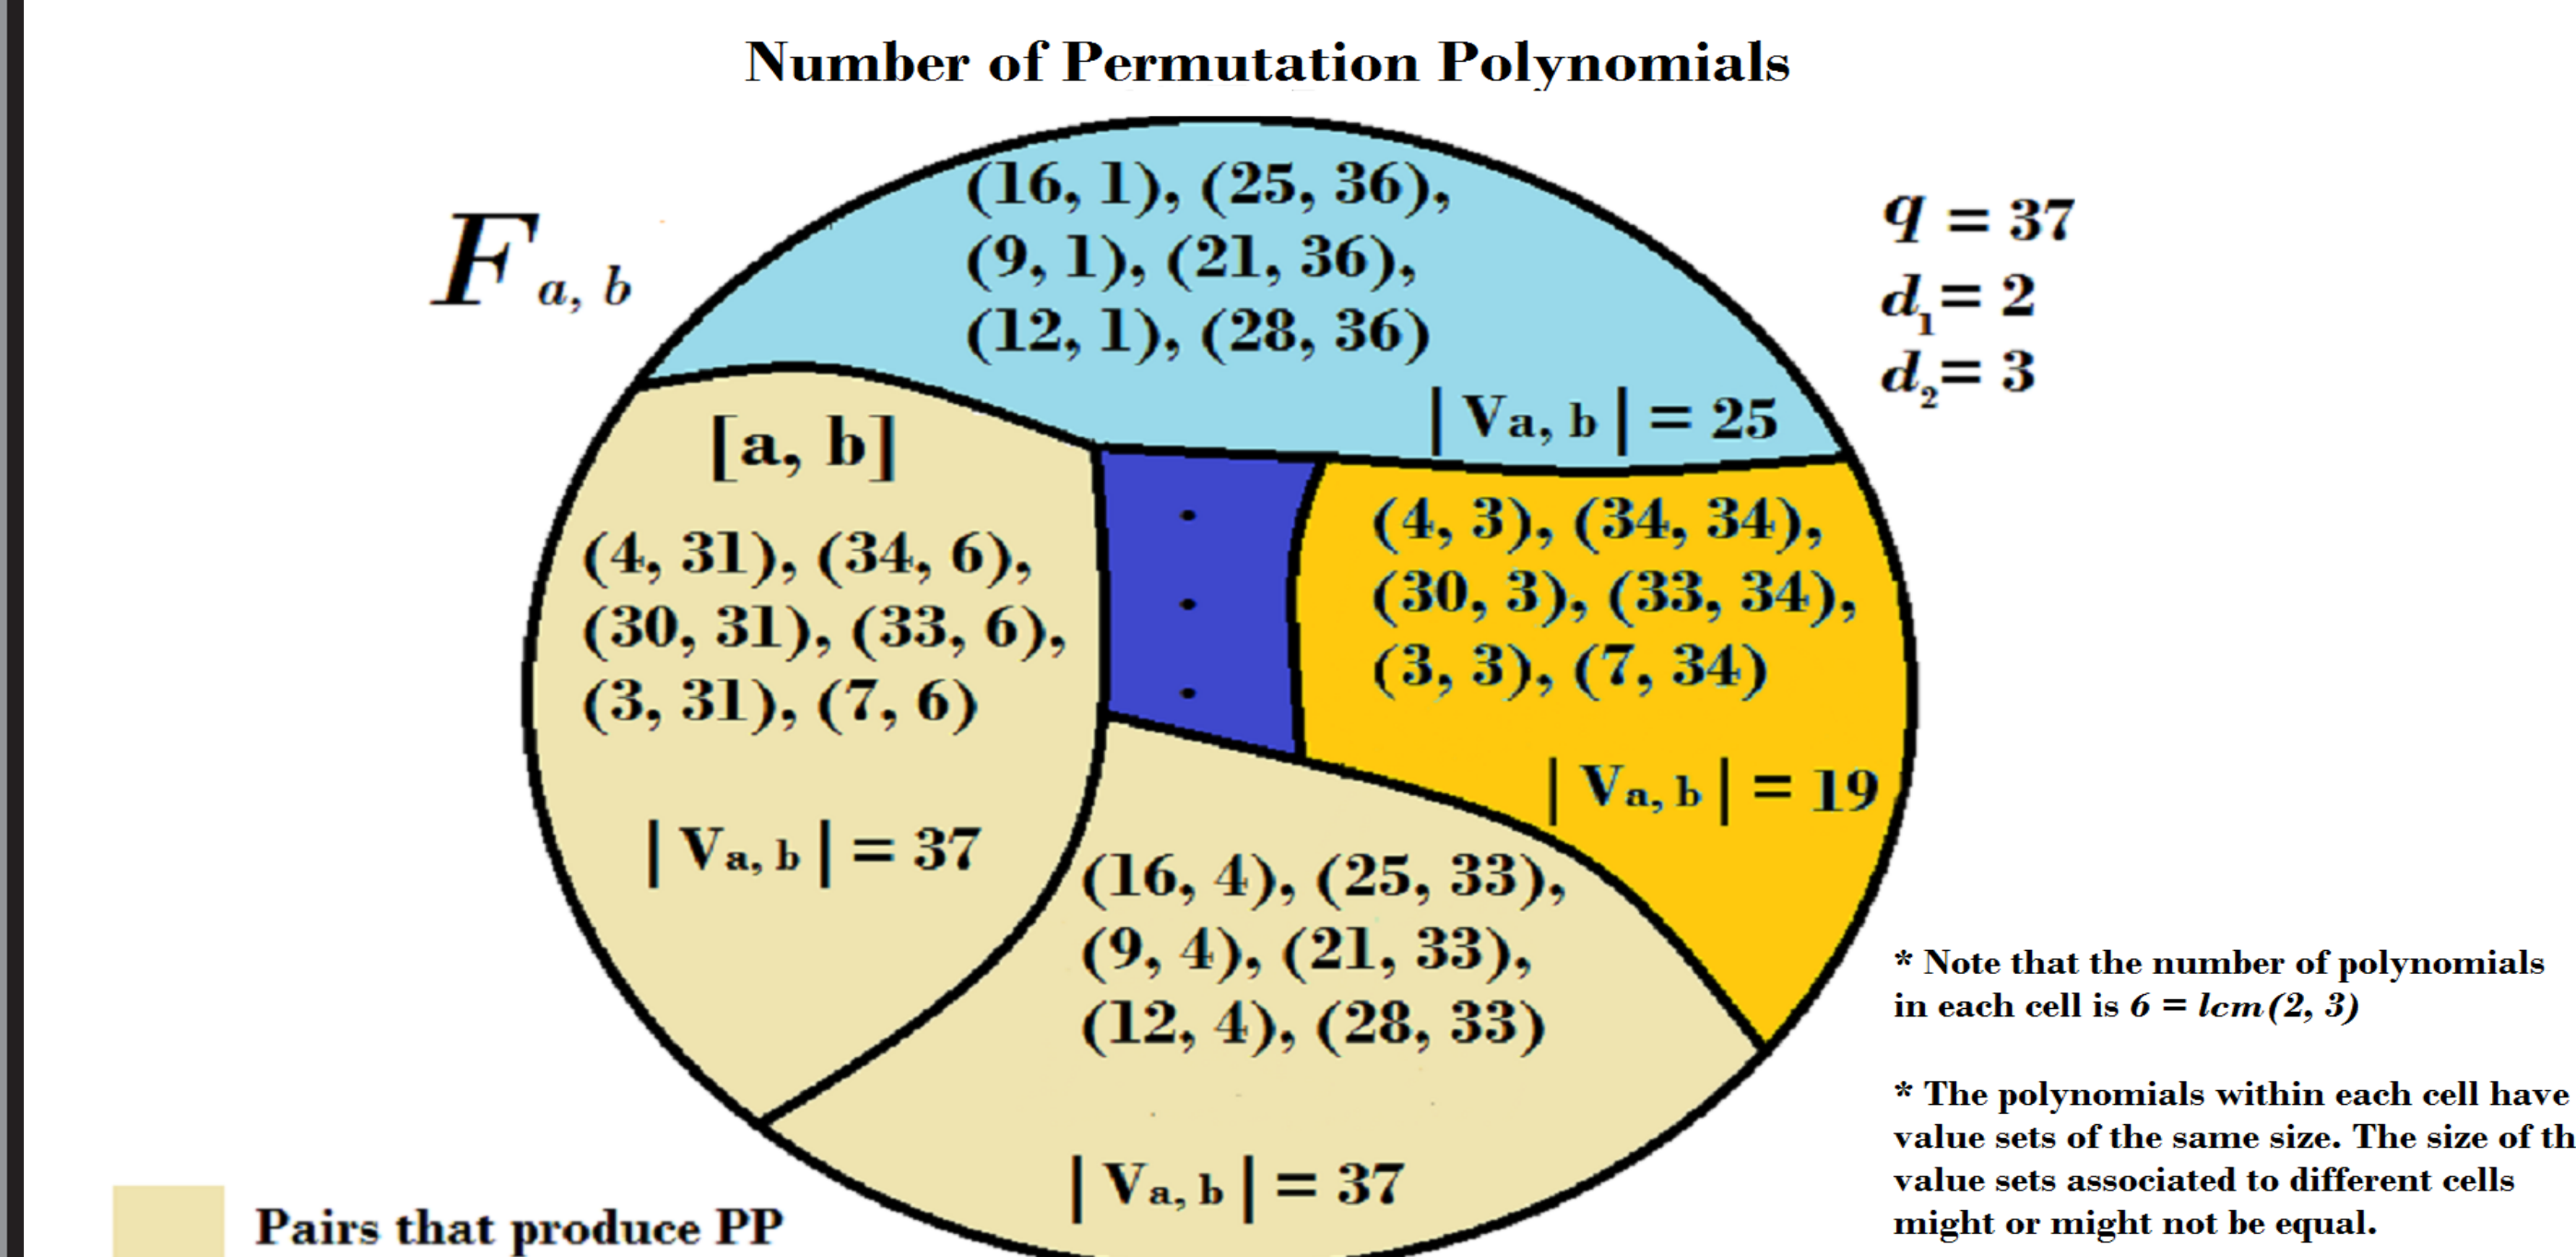 Number of Permutation Polynomials
F a, b
(16, 1), (25, 36),
(9, 1), (21, 36),
(12, 1), (28, 36)
| Va, b | = 25
q = 37
d1 = 2
d2 = 3
[a, b]
(4, 31), (34, 6),
(30, 31), (33, 6),
(3, 31), (7, 6)
| Va, b | = 37
(4, 3), (34, 34),
(30, 3), (33, 34),
(3, 3), (7, 34)
| Va, b | = 19
(16, 4), (25, 33),
(9, 4), (21, 33),
(12, 4), (28, 33)
| Va, b | = 37
* Note that the number of polynomials
in each cell is 6 = lcm(2, 3)
* The polynomials within each cell have
value sets of the same size. The size of th
value sets associated to different cells
might or might not be equal.
Pairs that produce PP